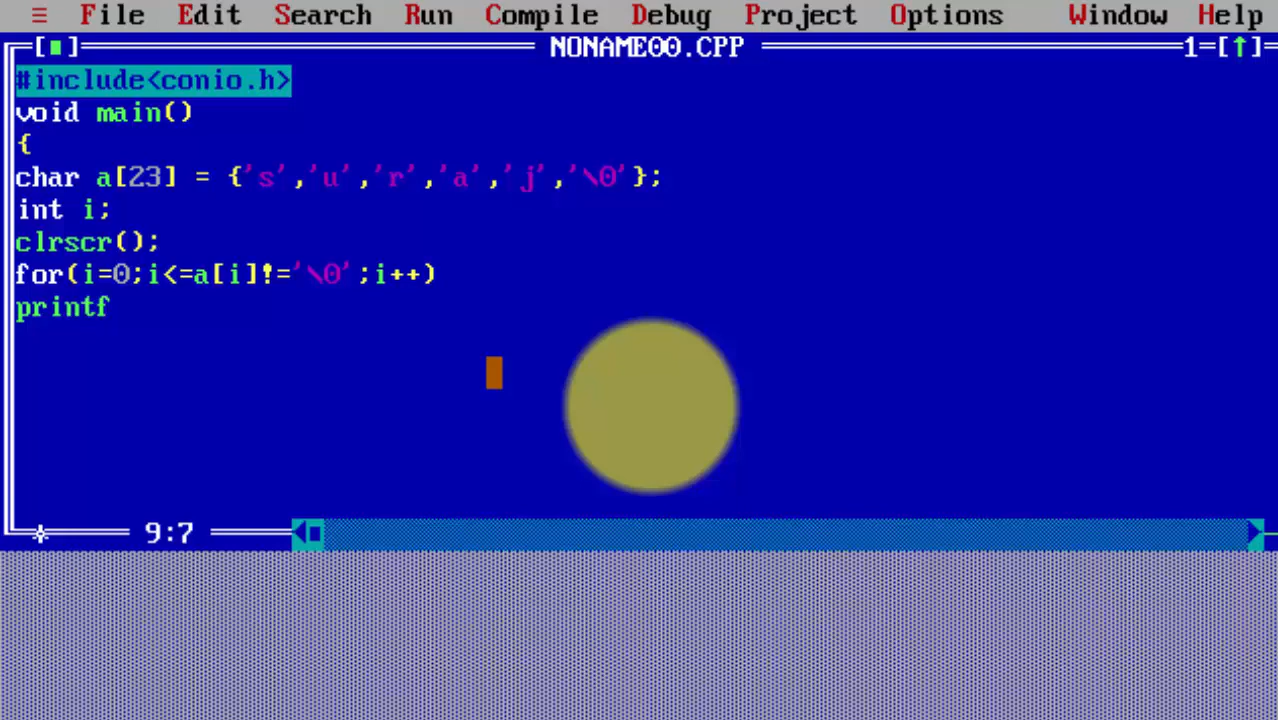 ≡ File Edit Search Run Compile Debug Project Options Window Help
[■] NONAME00.CPP 1=[↑]
#include<conio.h>
void main()
{
char a[23] = {'s','u','r','a','j','\0'};
int i;
clrscr();
for(i=0;i<=a[i]!='\0';i++)
printf
9:7